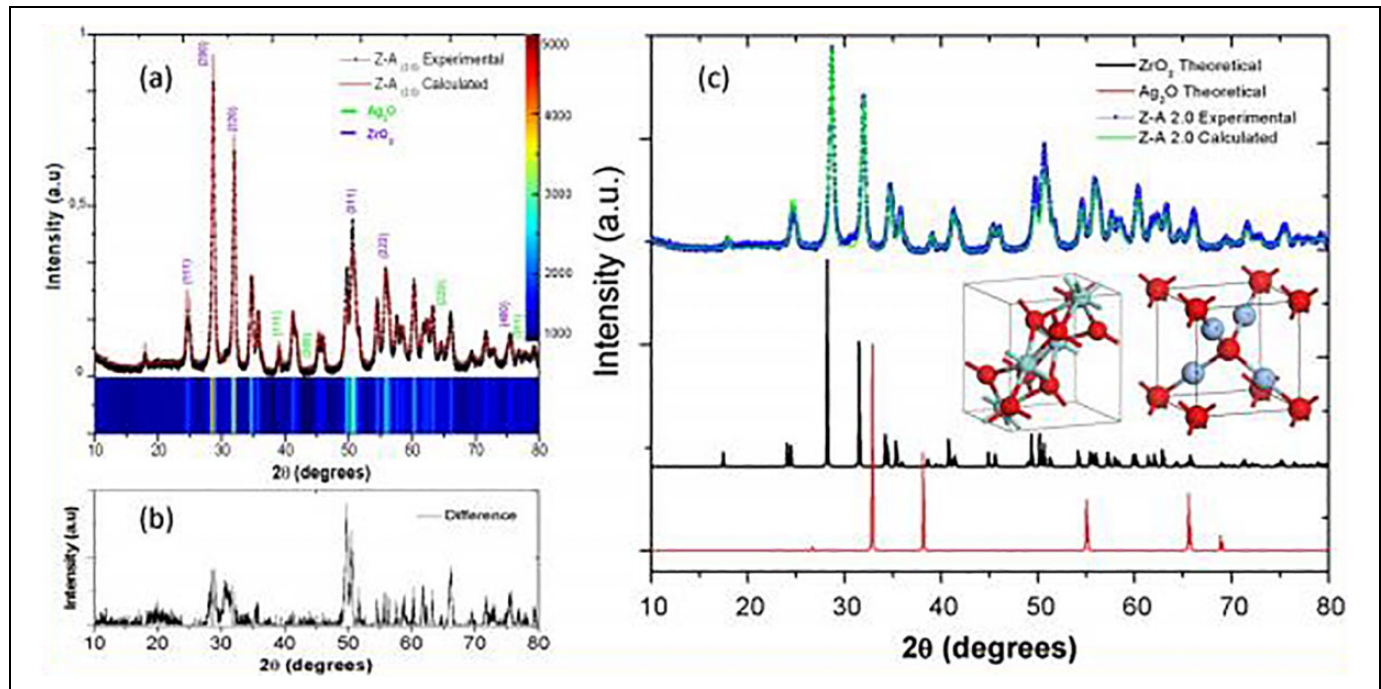 (a)
Z-A (2.0) Experimental
Z-A (2.0) Calculated
Ag2O
ZrO2
Intensity (a.u)
1
0,5
0
5000
4000
3000
2000
1000
(111)
(120)
(111)
(311)
(222)
(220)
10 20 30 40 50 60 70 80
2θ (degrees)
(b)
Difference
Intensity (a.u)
10 20 30 40 50 60 70 80
2θ (degrees)
(c)
ZrO2 Theoretical
Ag2O Theoretical
Z-A 2.0 Experimental
Z-A 2.0 Calculated
Intensity (a.u.)
10 20 30 40 50 60 70 80
2θ (degrees)